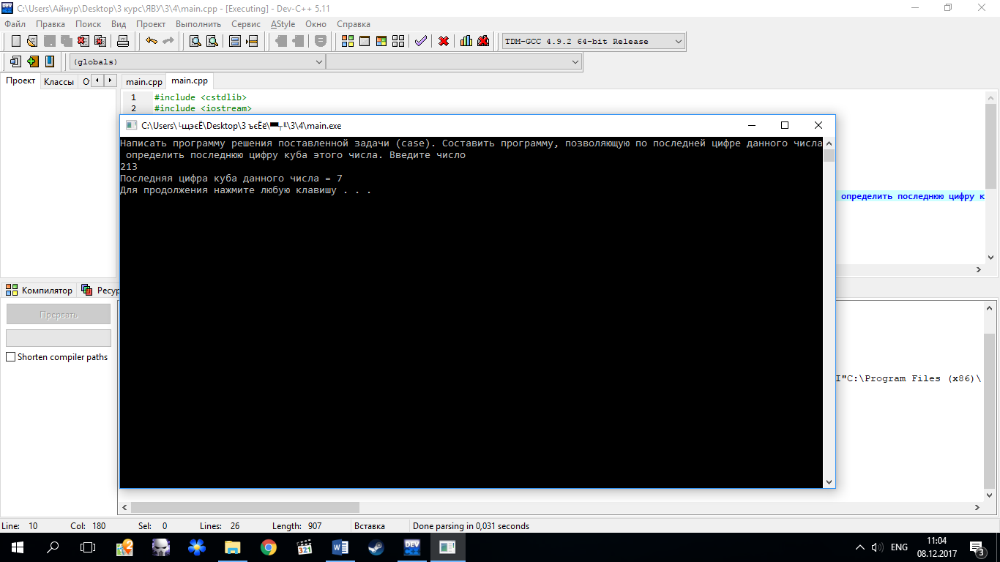 C:\Users\Айнур\Desktop\3 курс\ЯВУ\3\4\main.cpp - [Executing] - Dev-C++ 5.11
Файл Правка Поиск Вид Проект Выполнить Сервис AStyle Окно Справка
TDM-GCC 4.9.2 64-bit Release
(globals)
Проект Классы О main.cpp main.cpp
1 #include <cstdlib>
2 #include <iostream>
C:\Users\└щэєЁ\Desktop\3 ъєЁё\▀┬╙\3\4\main.exe
Написать программу решения поставленной задачи (case). Составить программу, позволяющую по последней цифре данного числа
определить последнюю цифру куба этого числа. Введите число
213
Последняя цифра куба данного числа = 7
Для продолжения нажмите любую клавишу . . .
определить последнюю цифру к
Компилятор Ресур
Прервать
Shorten compiler paths
I"C:\Program Files (x86)\
Line: 10 Col: 180 Sel: 0 Lines: 26 Length: 907 Вставка Done parsing in 0,031 seconds
2
321
DEV
ENG
11:04
08.12.2017
3